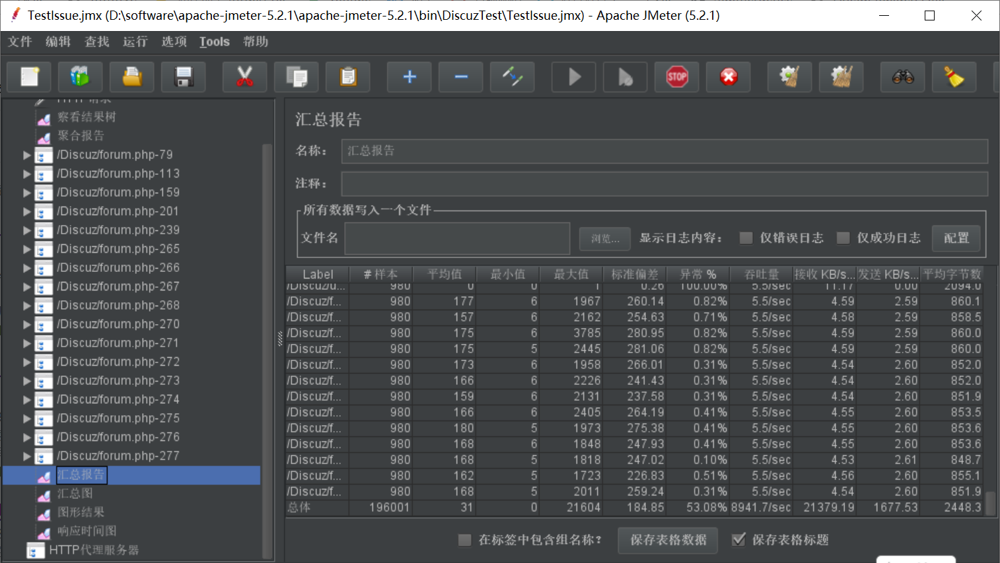 TestIssue.jmx (D:\software\apache-jmeter-5.2.1\apache-jmeter-5.2.1\bin\DiscuzTest\TestIssue.jmx) - Apache JMeter (5.2.1)
文件 编辑 查找 运行 选项 Tools 帮助
STOP
HTTP请求
察看结果树
聚合报告
/Discuz/forum.php-79
/Discuz/forum.php-113
/Discuz/forum.php-159
/Discuz/forum.php-201
/Discuz/forum.php-239
/Discuz/forum.php-265
/Discuz/forum.php-266
/Discuz/forum.php-267
/Discuz/forum.php-268
/Discuz/forum.php-270
/Discuz/forum.php-271
/Discuz/forum.php-272
/Discuz/forum.php-273
/Discuz/forum.php-274
/Discuz/forum.php-275
/Discuz/forum.php-276
/Discuz/forum.php-277
汇总报告
汇总图
图形结果
响应时间图
HTTP代理服务器
汇总报告
名称： 汇总报告
注释：
所有数据写入一个文件
文件名 浏览... 显示日志内容： 仅错误日志 仅成功日志 配置
Label # 样本 平均值 最小值 最大值 标准偏差 异常 % 吞吐量 接收 KB/s... 发送 KB/s... 平均字节数
/Discuz/u... 980 0 0 1 0.26 100.00% 5.5/sec 11.17 0.00 2094.0
/Discuz/f... 980 177 6 1967 260.14 0.82% 5.5/sec 4.59 2.59 860.1
/Discuz/f... 980 157 6 2162 254.63 0.71% 5.5/sec 4.58 2.59 858.5
/Discuz/f... 980 175 6 3785 280.95 0.82% 5.5/sec 4.59 2.59 860.0
/Discuz/f... 980 175 5 2445 281.06 0.82% 5.5/sec 4.59 2.59 860.0
/Discuz/f... 980 173 6 1958 266.01 0.31% 5.5/sec 4.54 2.60 852.0
/Discuz/f... 980 166 6 2226 241.43 0.31% 5.5/sec 4.54 2.60 852.0
/Discuz/f... 980 159 6 2131 237.58 0.31% 5.5/sec 4.54 2.60 851.9
/Discuz/f... 980 166 6 2405 264.19 0.41% 5.5/sec 4.55 2.60 853.5
/Discuz/f... 980 180 5 1973 275.38 0.41% 5.5/sec 4.55 2.60 853.6
/Discuz/f... 980 168 6 1848 247.93 0.41% 5.5/sec 4.55 2.60 853.6
/Discuz/f... 980 168 5 1818 247.02 0.10% 5.5/sec 4.53 2.61 848.7
/Discuz/f... 980 162 5 1723 226.83 0.51% 5.5/sec 4.56 2.60 855.1
/Discuz/f... 980 168 5 2011 259.24 0.31% 5.5/sec 4.54 2.60 851.9
总体 196001 31 0 21604 184.85 53.08% 8941.7/sec 21379.19 1677.53 2448.3
在标签中包含组名称？ 保存表格数据 保存表格标题